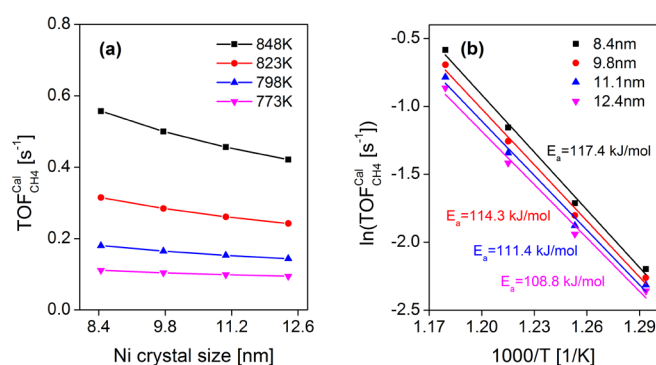 (a)
848K
823K
798K
773K
TOF^Cal_CH4 [s^-1]
0.8
0.6
0.4
0.2
0.0
8.4 9.8 11.2 12.6
Ni crystal size [nm]
(b)
8.4nm
9.8nm
11.1nm
12.4nm
ln(TOF^Cal_CH4 [s^-1])
-0.5
-1.0
-1.5
-2.0
-2.5
E_a=117.4 kJ/mol
E_a=114.3 kJ/mol
E_a=111.4 kJ/mol
E_a=108.8 kJ/mol
1.17 1.20 1.23 1.26 1.29
1000/T [1/K]